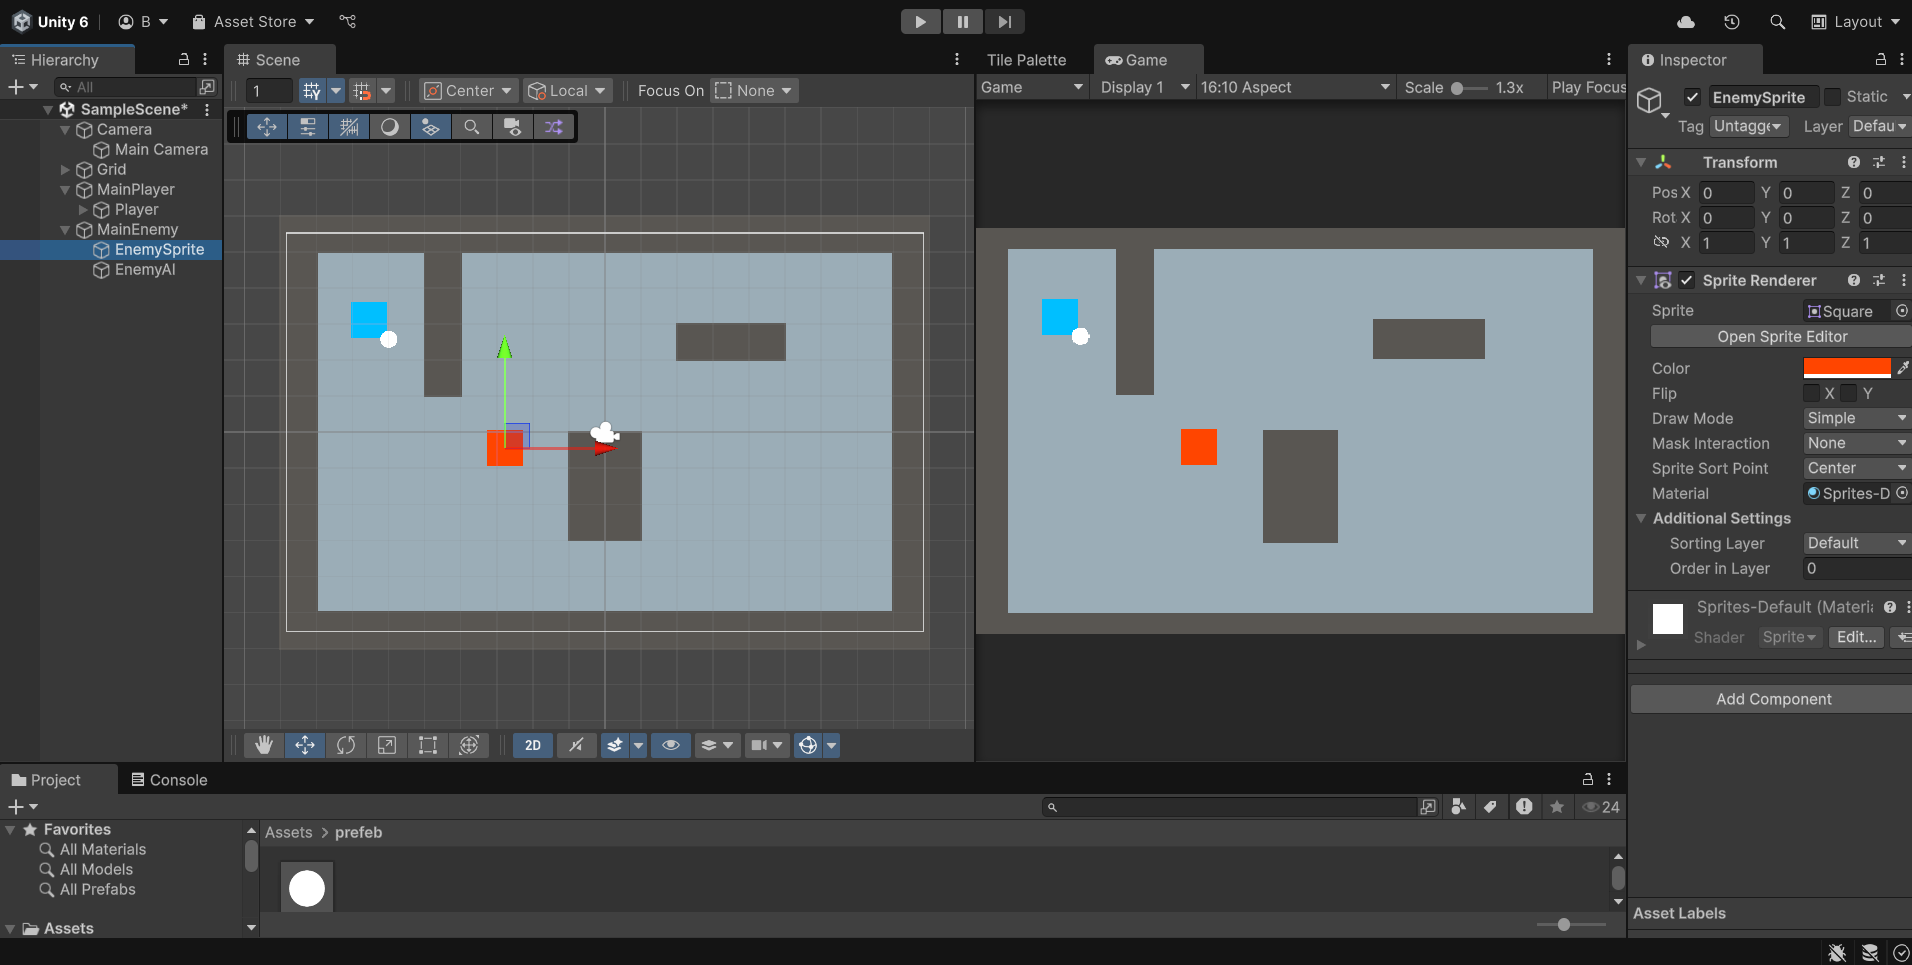 Unity 6
B
Asset Store
Layout
Hierarchy
Scene
Tile Palette
Game
Inspector
All
1
Center
Local
Focus On
None
Game
Display 1
16:10 Aspect
Scale
1.3x
Play Focus
EnemySprite
Static
Tag
Untagge
Layer
Defau
SampleScene*
Camera
Main Camera
Grid
MainPlayer
Player
MainEnemy
EnemySprite
EnemyAI
Transform
Pos X 0 Y 0 Z 0
Rot X 0 Y 0 Z 0
X 1 Y 1 Z 1
Sprite Renderer
Sprite
Square
Open Sprite Editor
Color
Flip
X
Y
Draw Mode
Simple
Mask Interaction
None
Sprite Sort Point
Center
Material
Sprites-D
Additional Settings
Sorting Layer
Default
Order in Layer
0
Sprites-Default (Materia
Shader
Sprite
Edit...
Add Component
2D
Project
Console
24
Favorites
All Materials
All Models
All Prefabs
Assets
Assets > prefeb
Asset Labels